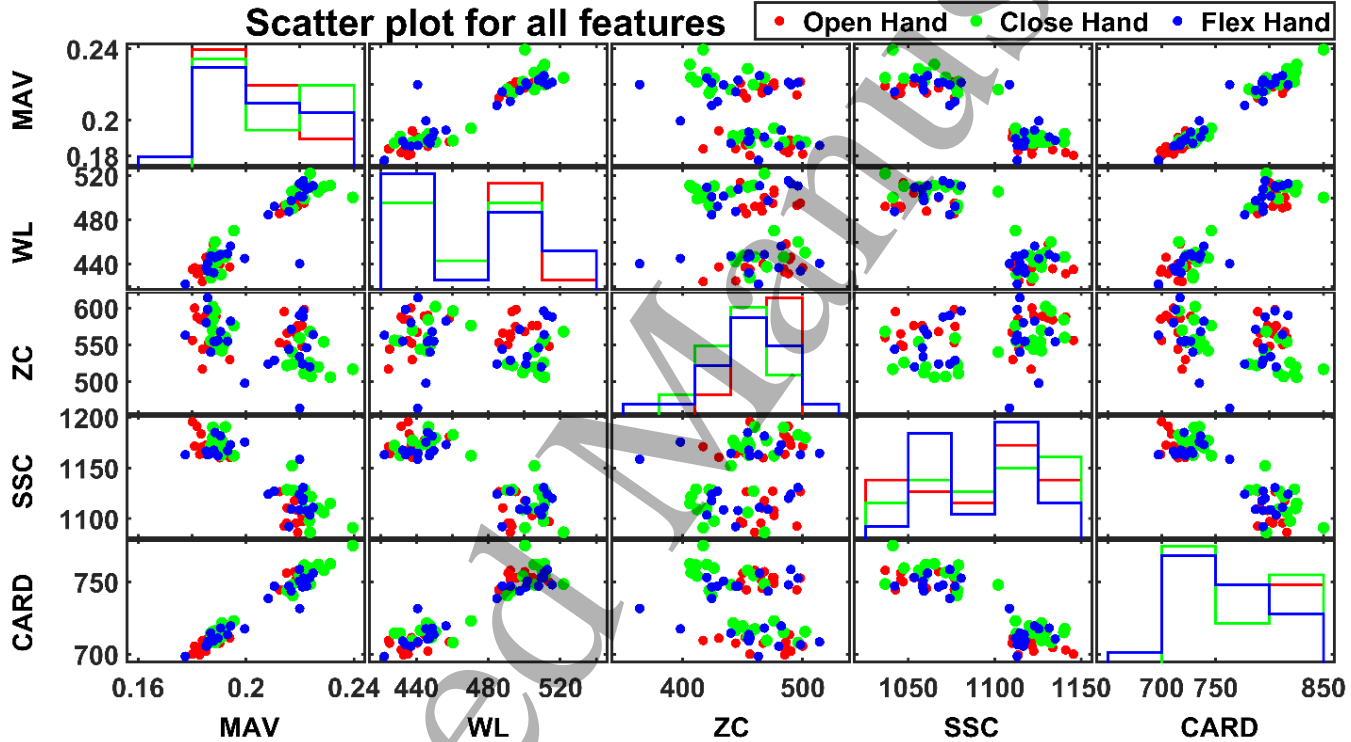 Scatter plot for all features
Open Hand Close Hand Flex Hand
MAV
0.24
0.2
0.18
WL
520
480
440
ZC
600
550
500
SSC
1200
1150
1100
CARD
750
700
0.16 0.2 0.24 440 480 520 400 500 1050 1100 1150 700 750 850
MAV WL ZC SSC CARD
ed Manus